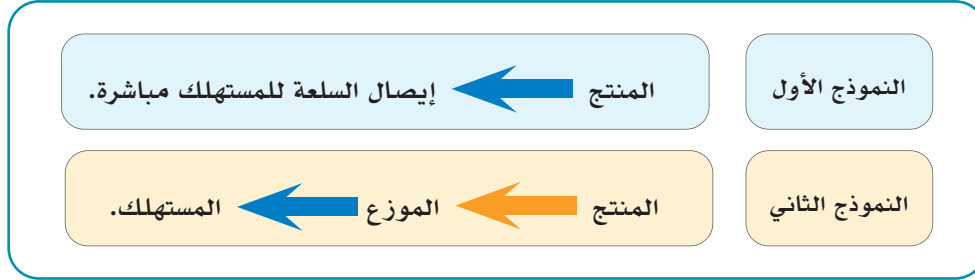 النموذج الأول
المنتج إيصال السلعة للمستهلك مباشرة.
النموذج الثاني
المنتج الموزع المستهلك.